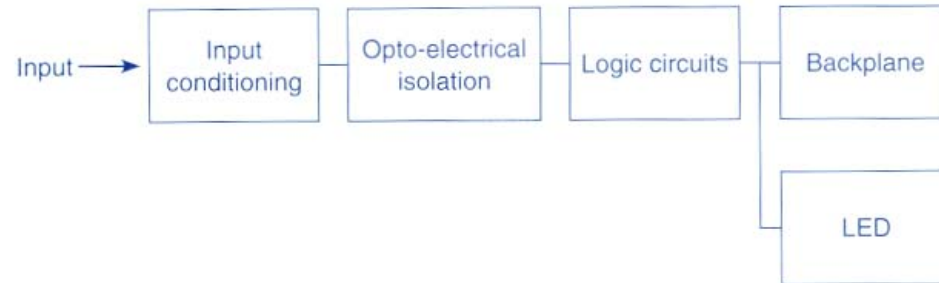 Input
Input
conditioning
Opto-electrical
isolation
Logic circuits
Backplane
LED